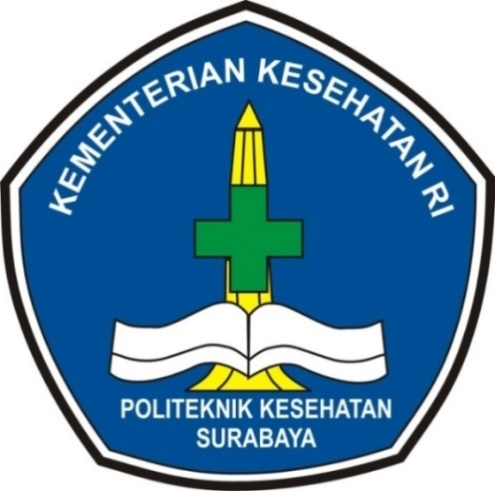 KEMENTERIAN KESEHATAN RI
POLITEKNIK KESEHATAN
SURABAYA